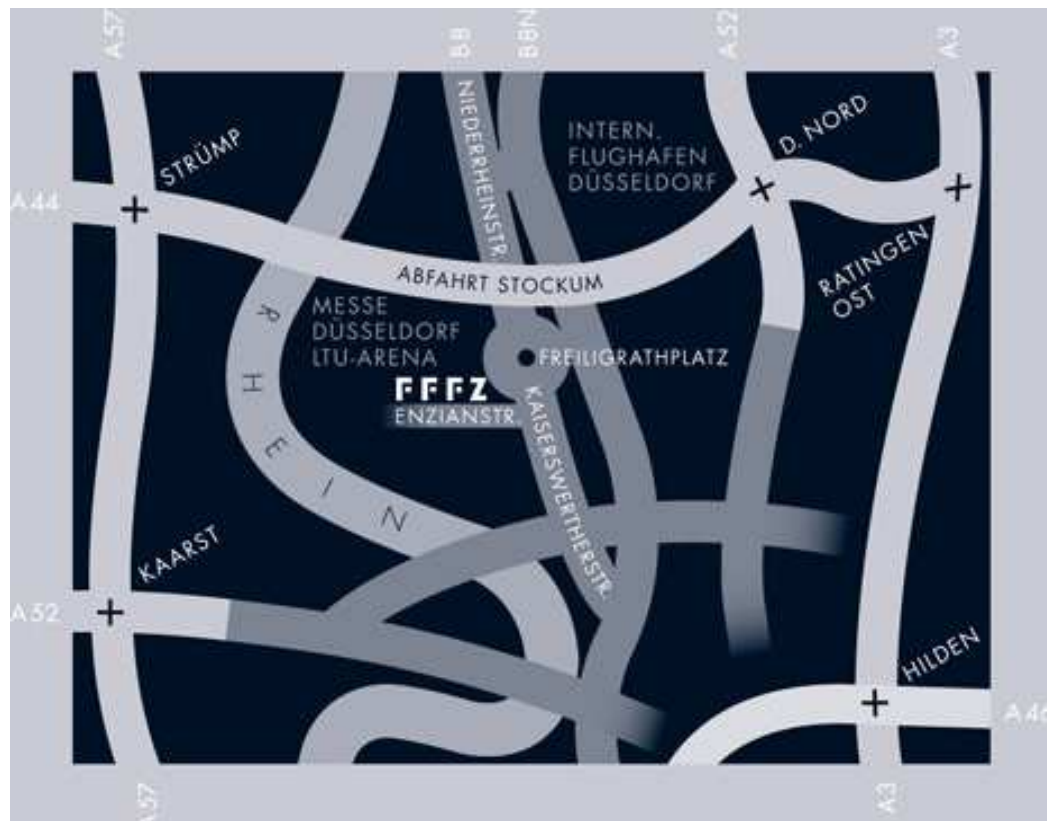 A57
B8
B8N
A52
A3
STRÜMP
D. NORD
INTERN.
FLUGHAFEN
DÜSSELDORF
NIEDERRHEINSTR.
A44
ABFAHRT STOCKUM
RATINGEN
OST
MESSE
DÜSSELDORF
LTU-ARENA
FREILIGRATHPLATZ
FFFZ
ENZIANSTR.
KAISERSWERTHERSTR.
RHEIN
KAARST
A52
HILDEN
A46
A57
A3